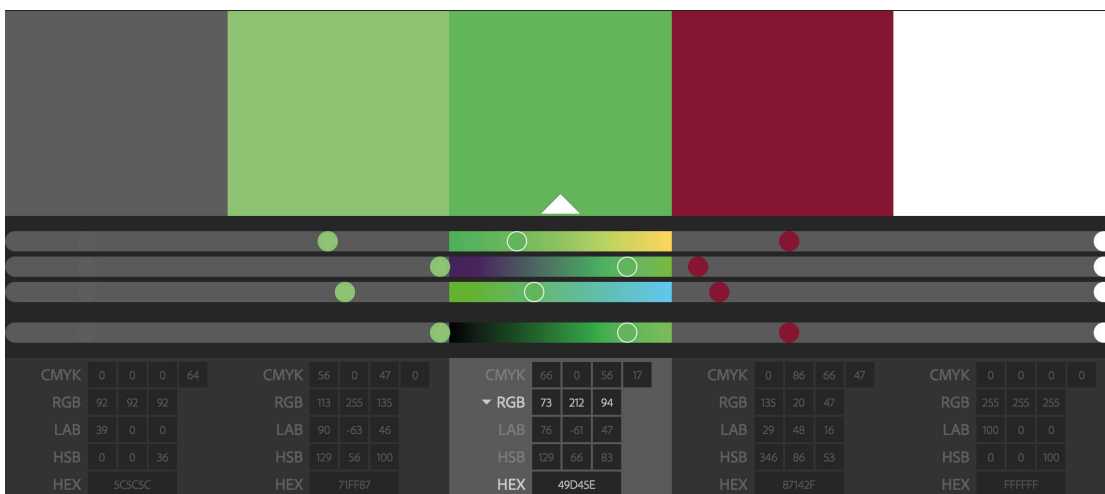 CMYK 0 0 0 64 CMYK 56 0 47 0 CMYK 66 0 56 17 CMYK 0 86 66 47 CMYK 0 0 0 0
RGB 92 92 92 RGB 113 255 135 RGB 73 212 94 RGB 135 20 47 RGB 255 255 255
LAB 39 0 0 LAB 90 -63 46 LAB 76 -61 47 LAB 29 48 16 LAB 100 0 0
HSB 0 0 36 HSB 129 56 100 HSB 129 66 83 HSB 346 86 53 HSB 0 0 100
HEX 5C5C5C HEX 71FF87 HEX 49D45E HEX 87142F HEX FFFFFF